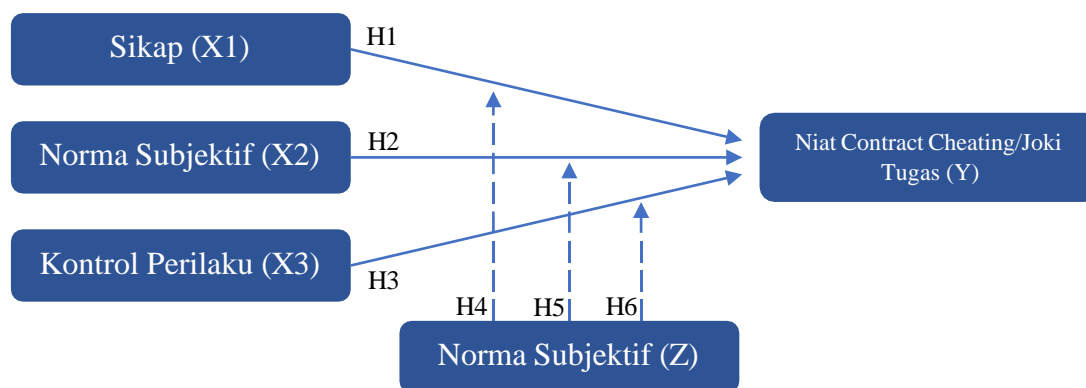 Sikap (X1)
H1
Norma Subjektif (X2)
H2
Niat Contract Cheating/Joki
Tugas (Y)
Kontrol Perilaku (X3)
H3
H4
H5
H6
Norma Subjektif (Z)